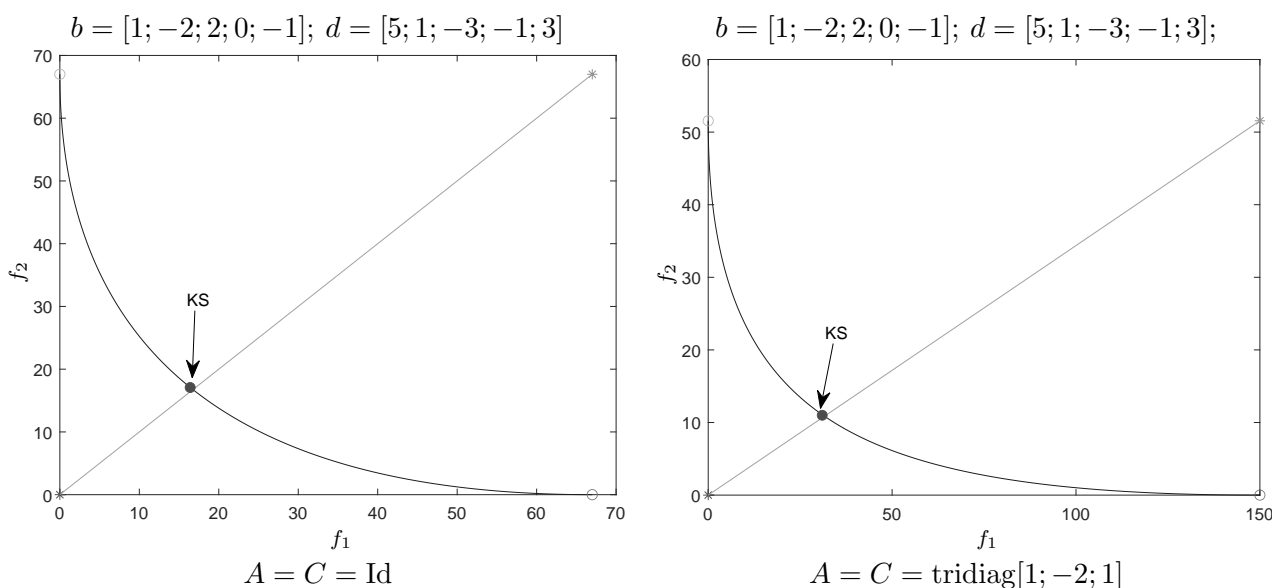 b = [1; −2; 2; 0; −1]; d = [5; 1; −3; −1; 3]
70
60
50
40
30
20
10
0
f₂
KS
0 10 20 30 40 50 60 70
f₁
A = C = Id
b = [1; −2; 2; 0; −1]; d = [5; 1; −3; −1; 3];
60
50
40
30
20
10
0
f₂
KS
0 50 100 150
f₁
A = C = tridiag[1; −2; 1]